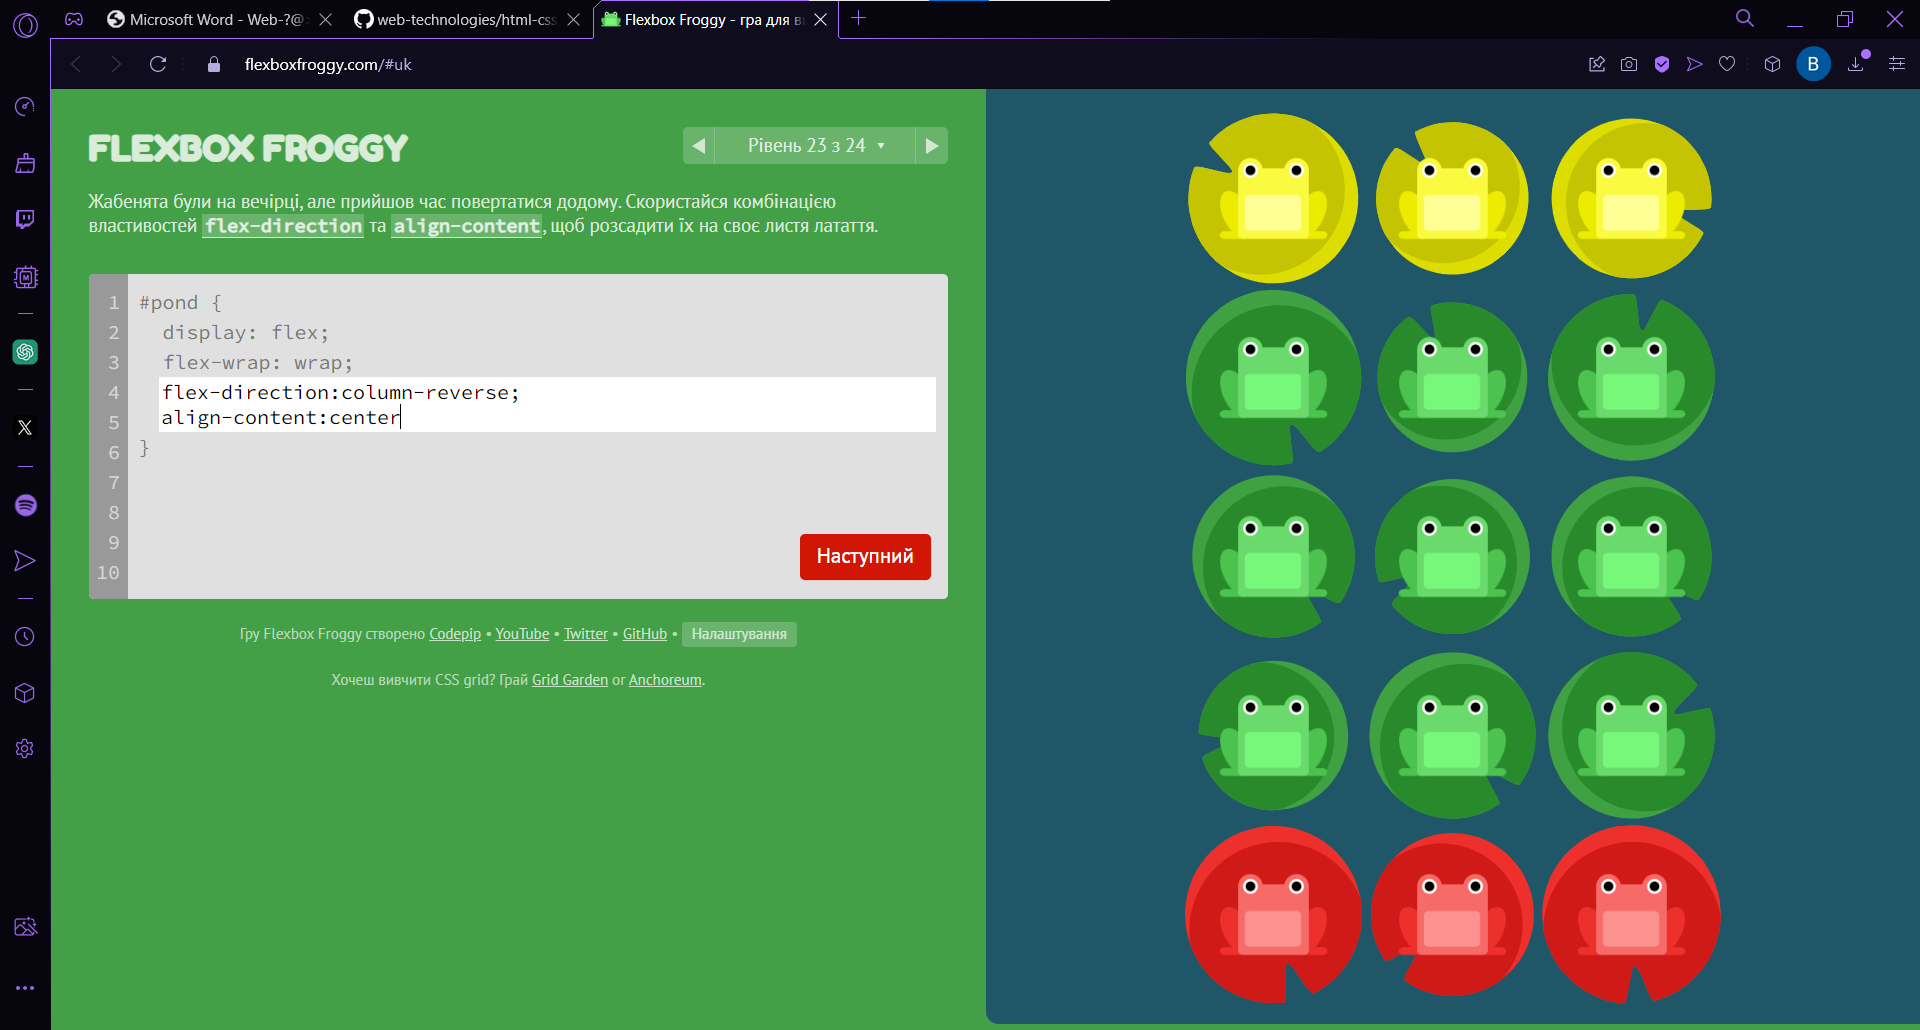 Microsoft Word - Web-?@
web-technologies/html-css
Flexbox Froggy - гра для ви
flexboxfroggy.com/#uk
B
FLEXBOX FROGGY
Рівень 23 з 24
Жабенята були на вечірці, але прийшов час повертатися додому. Скористайся комбінацією
властивостей flex-direction та align-content, щоб розсадити їх на своє листя латаття.
1 #pond {
2 display: flex;
3 flex-wrap: wrap;
4 flex-direction:column-reverse;
5 align-content:center
6 }
7
8
9
10
Наступний
Гру Flexbox Froggy створено Codepip • YouTube • Twitter • GitHub • Налаштування
Хочеш вивчити CSS grid? Грай Grid Garden or Anchoreum.